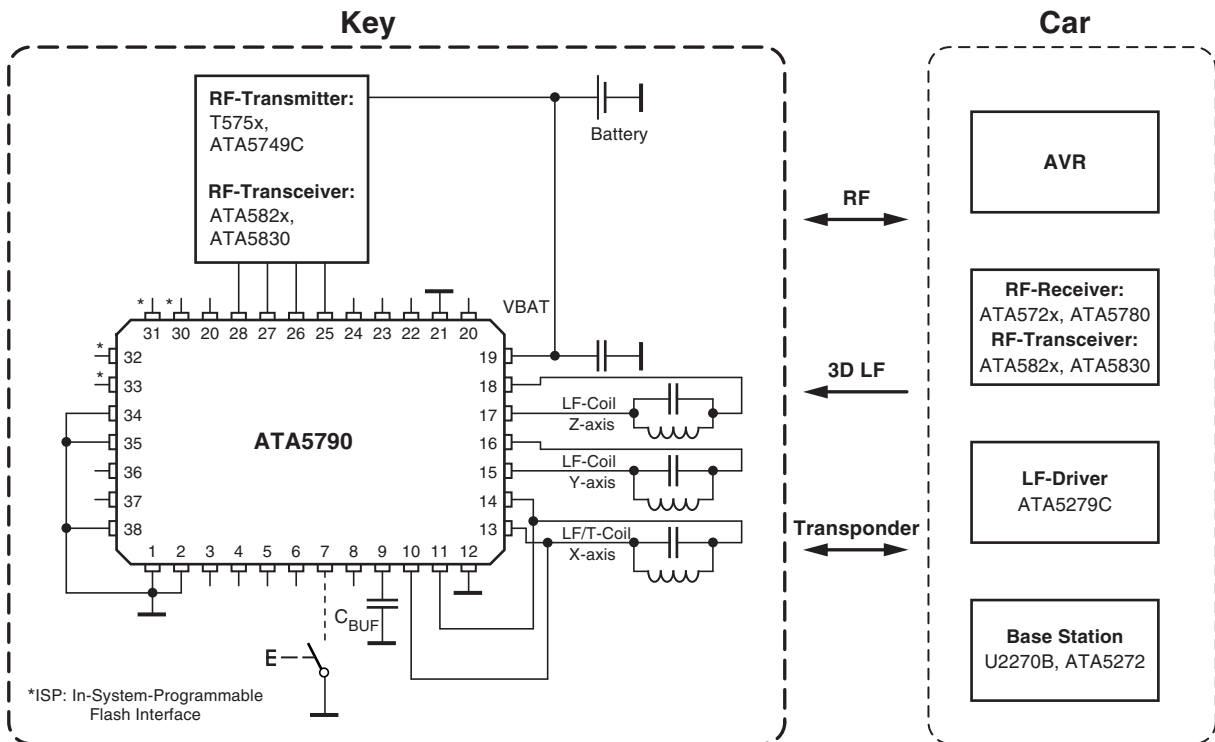 Key
Car
RF-Transmitter:
T575x,
ATA5749C
RF-Transceiver:
ATA582x,
ATA5830
Battery
VBAT
* *
31 30 20 28 27 26 25 24 23 22 21 20
* 32
* 33
34
35
36
37
38
19
18
17
16
15
14
13
ATA5790
1 2 3 4 5 6 7 8 9 10 11 12
LF-Coil
Z-axis
LF-Coil
Y-axis
LF/T-Coil
X-axis
CBUF
E
*ISP: In-System-Programmable
Flash Interface
RF
3D LF
Transponder
AVR
RF-Receiver:
ATA572x, ATA5780
RF-Transceiver:
ATA582x, ATA5830
LF-Driver
ATA5279C
Base Station
U2270B, ATA5272